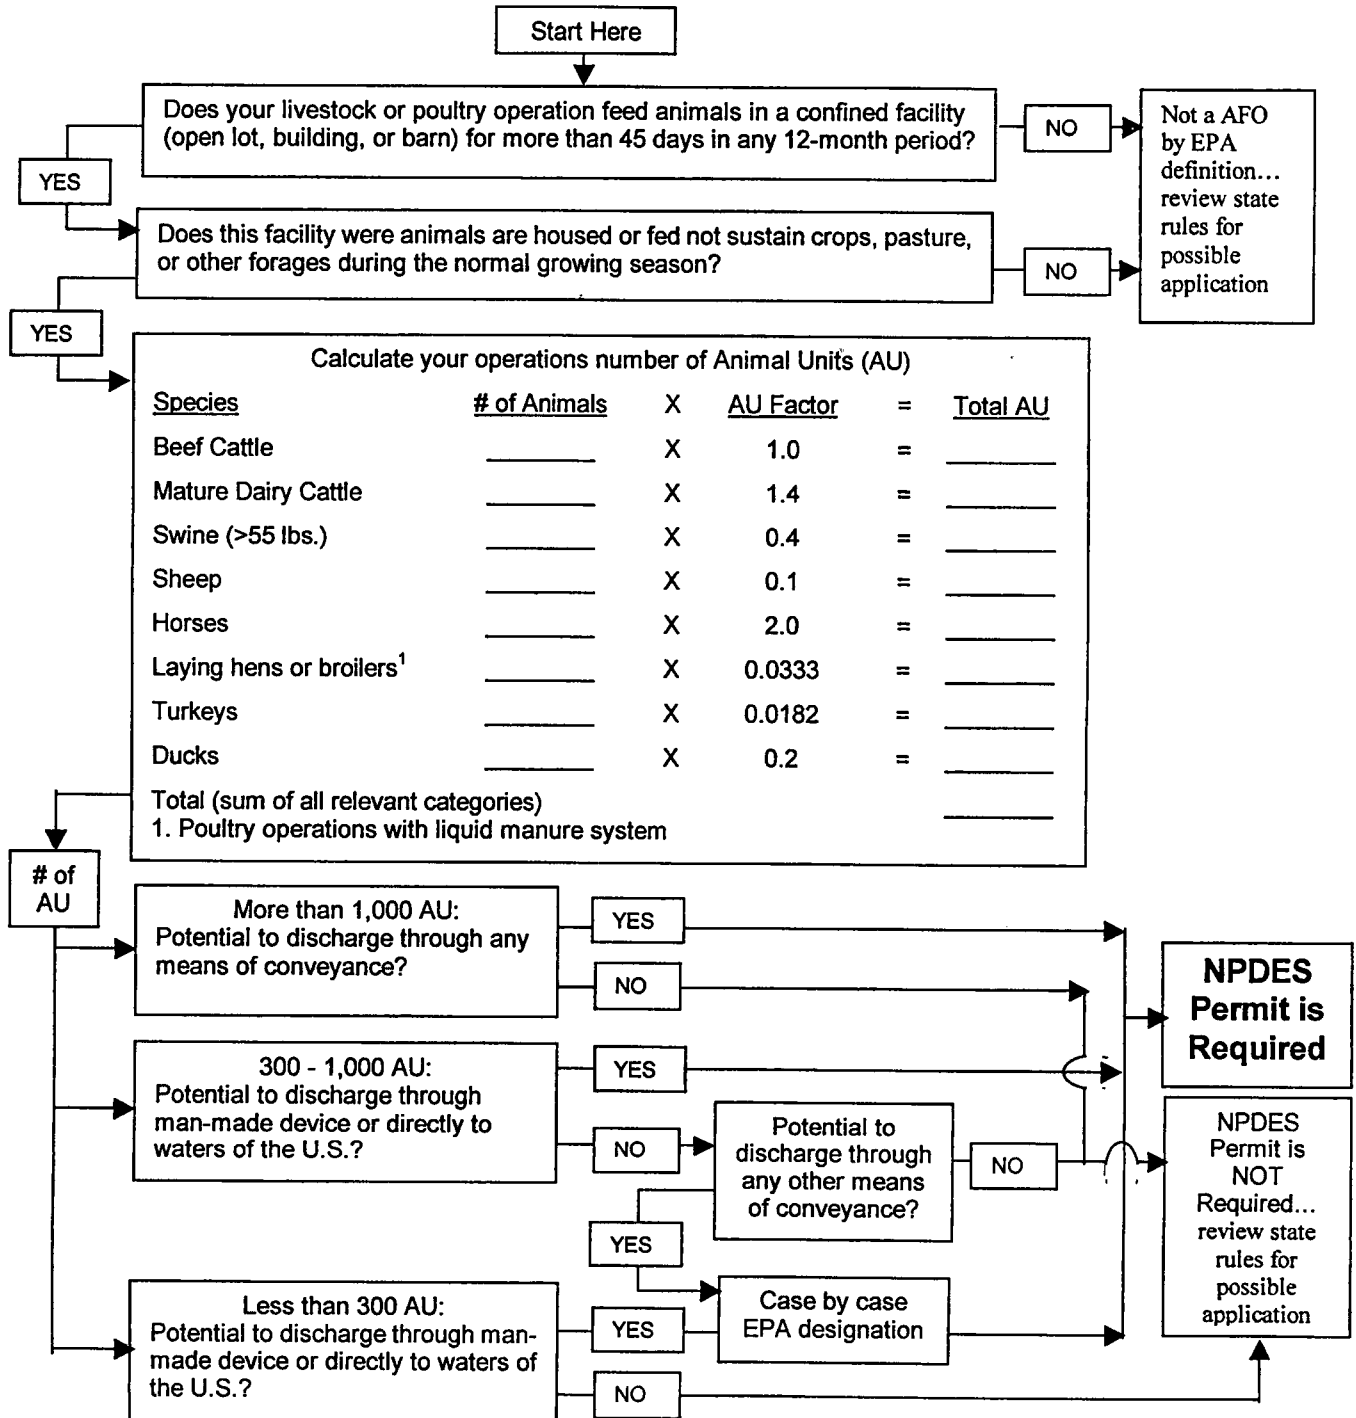 Start Here
Does your livestock or poultry operation feed animals in a confined facility
(open lot, building, or barn) for more than 45 days in any 12-month period?
NO
Not a AFO
by EPA
definition...
review state
rules for
possible
application
YES
Does this facility were animals are housed or fed not sustain crops, pasture,
or other forages during the normal growing season?
NO
YES
Calculate your operations number of Animal Units (AU)
Species # of Animals X AU Factor = Total AU
Beef Cattle X 1.0 =
Mature Dairy Cattle X 1.4 =
Swine (>55 lbs.) X 0.4 =
Sheep X 0.1 =
Horses X 2.0 =
Laying hens or broilers¹ X 0.0333 =
Turkeys X 0.0182 =
Ducks X 0.2 =
Total (sum of all relevant categories)
1. Poultry operations with liquid manure system
# of
AU
More than 1,000 AU:
Potential to discharge through any
means of conveyance?
YES
NO
NPDES
Permit is
Required
300 - 1,000 AU:
Potential to discharge through
man-made device or directly to
waters of the U.S.?
YES
NO
Potential to
discharge through
any other means
of conveyance?
NO
YES
NPDES
Permit is
NOT
Required...
review state
rules for
possible
application
Less than 300 AU:
Potential to discharge through man-
made device or directly to waters of
the U.S.?
YES
Case by case
EPA designation
NO